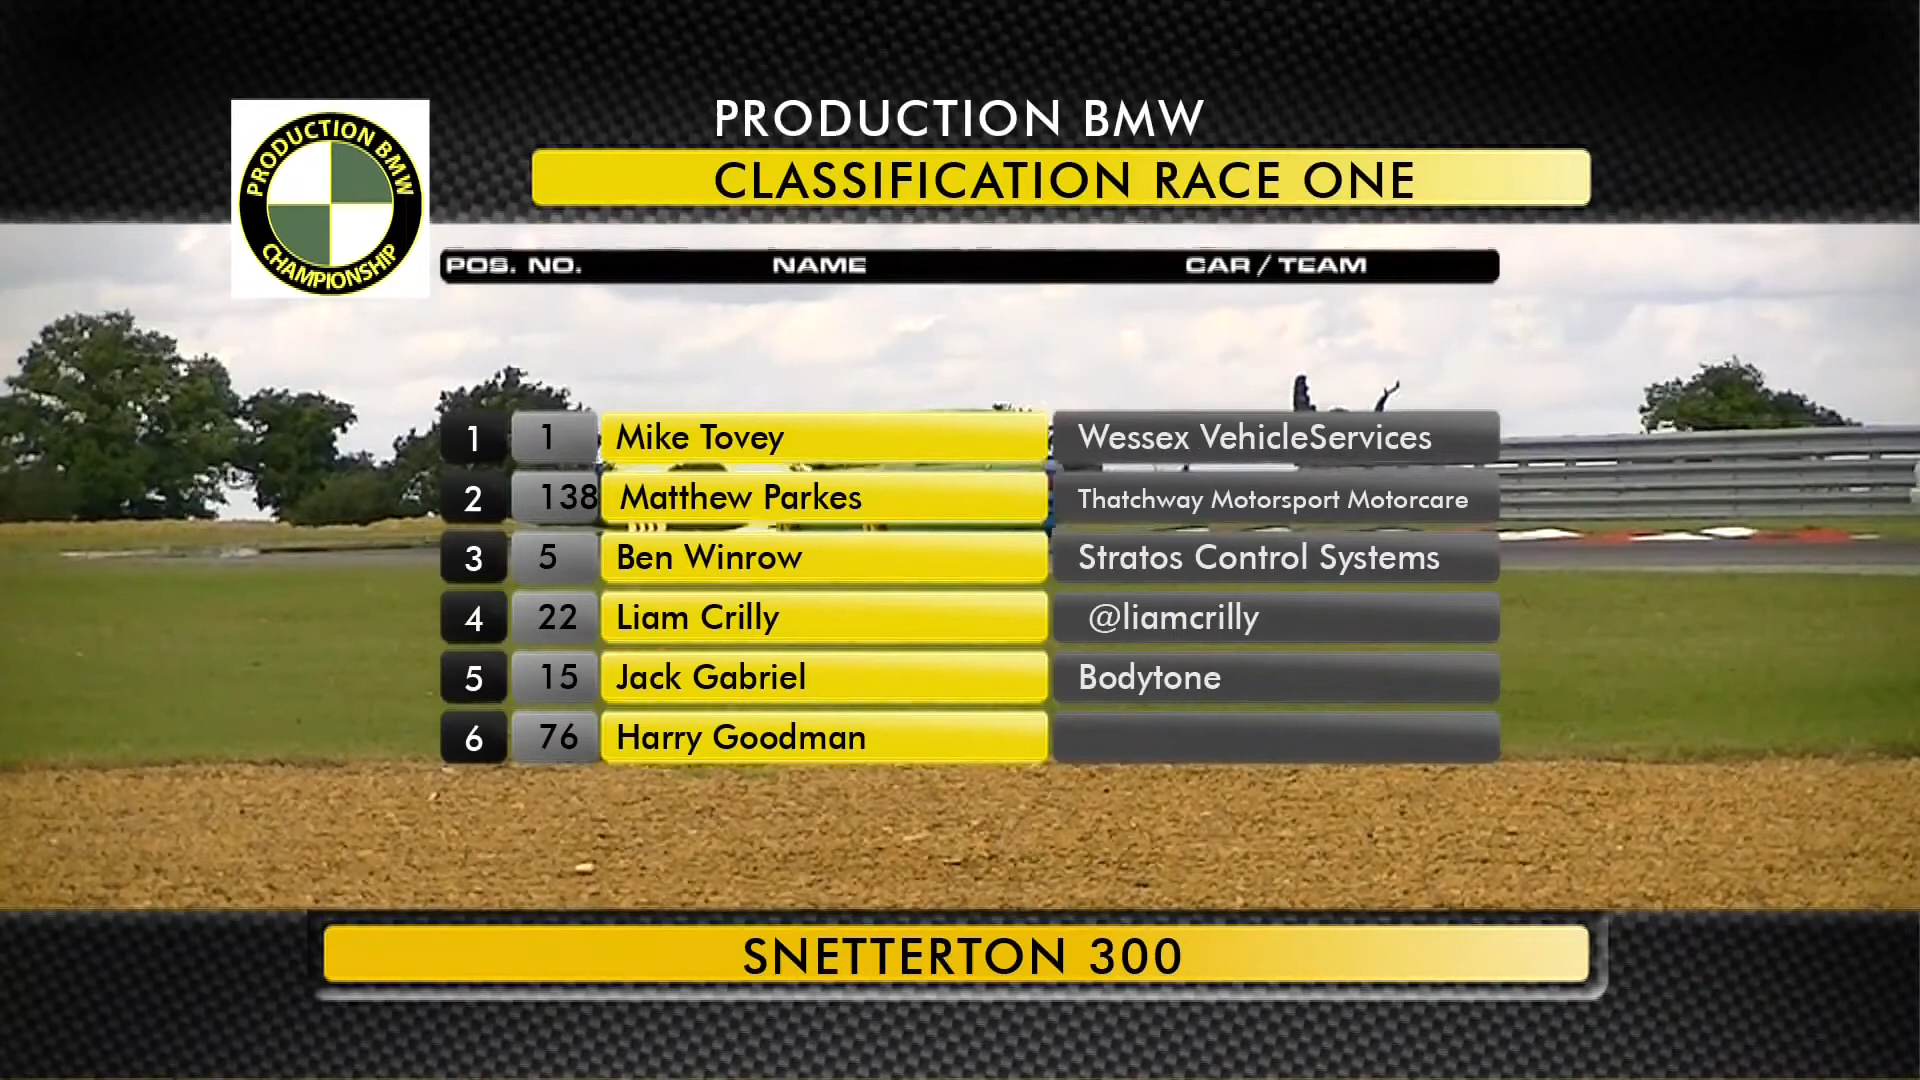 PRODUCTION BMW
CLASSIFICATION RACE ONE
PRODUCTION BMW
CHAMPIONSHIP
POS. NO. NAME CAR / TEAM
1 1 Mike Tovey Wessex VehicleServices
2 138 Matthew Parkes Thatchway Motorsport Motorcare
3 5 Ben Winrow Stratos Control Systems
4 22 Liam Crilly @liamcrilly
5 15 Jack Gabriel Bodytone
6 76 Harry Goodman
SNETTERTON 300